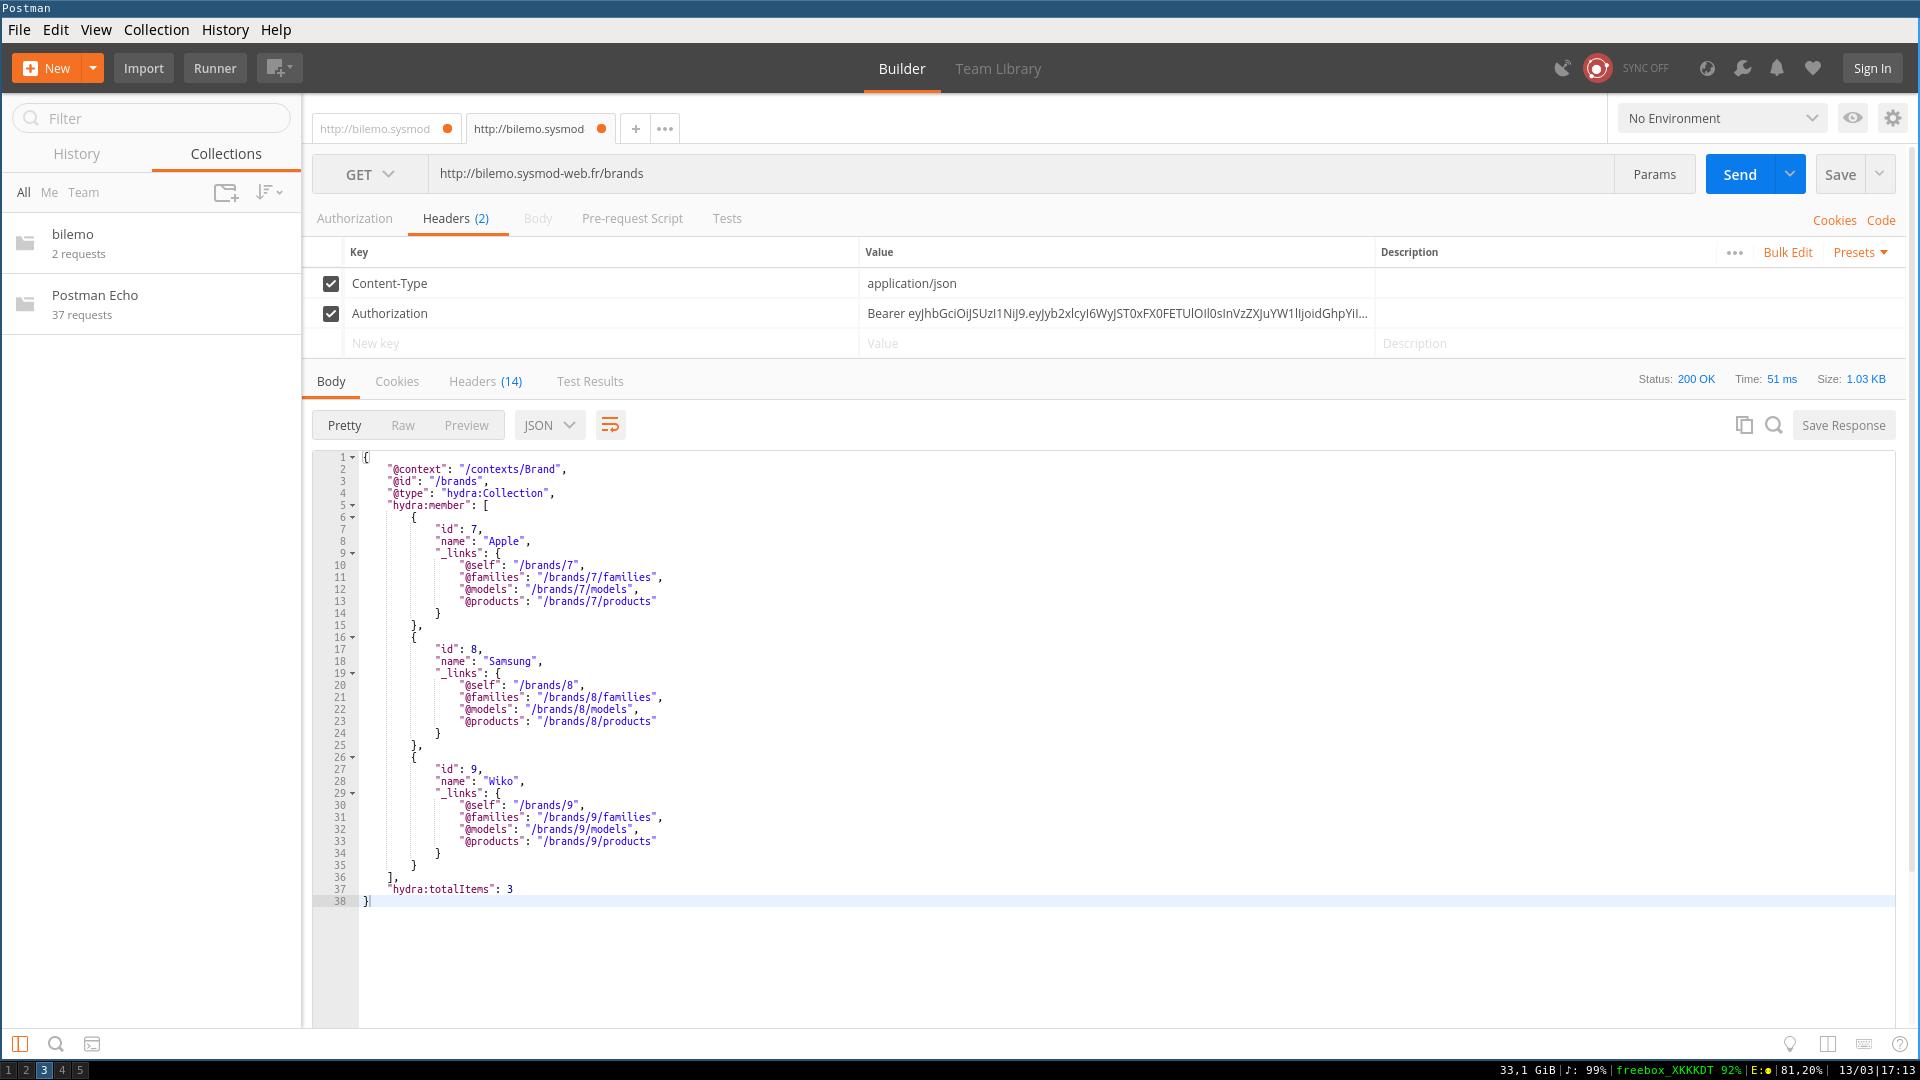 Postman
File Edit View Collection History Help
New Import Runner Builder Team Library SYNC OFF Sign In
Filter
History Collections
All Me Team
bilemo
2 requests
Postman Echo
37 requests
http://bilemo.sysmod http://bilemo.sysmod + ••• No Environment
GET http://bilemo.sysmod-web.fr/brands Params Send Save
Authorization Headers (2) Body Pre-request Script Tests Cookies Code
Key Value Description ••• Bulk Edit Presets
Content-Type application/json
Authorization Bearer
New key Value Description
Body Cookies Headers (14) Test Results Status: 200 OK Time: 51 ms Size: 1.03 KB
Pretty Raw Preview JSON Save Response
1 {
2 "@context": "/contexts/Brand",
3 "@id": "/brands",
4 "@type": "hydra:Collection",
5 "hydra:member": [
6 {
7 "id": 7,
8 "name": "Apple",
9 "_links": {
10 "@self": "/brands/7",
11 "@families": "/brands/7/families",
12 "@models": "/brands/7/models",
13 "@products": "/brands/7/products"
14 }
15 },
16 {
17 "id": 8,
18 "name": "Samsung",
19 "_links": {
20 "@self": "/brands/8",
21 "@families": "/brands/8/families",
22 "@models": "/brands/8/models",
23 "@products": "/brands/8/products"
24 }
25 },
26 {
27 "id": 9,
28 "name": "Wiko",
29 "_links": {
30 "@self": "/brands/9",
31 "@families": "/brands/9/families",
32 "@models": "/brands/9/models",
33 "@products": "/brands/9/products"
34 }
35 }
36 ],
37 "hydra:totalItems": 3
38 }
1 2 3 4 5 33,1 GiB|♪: 99%|freebox_XKKKDT 92%|E:●|81,20%| 13/03|17:13